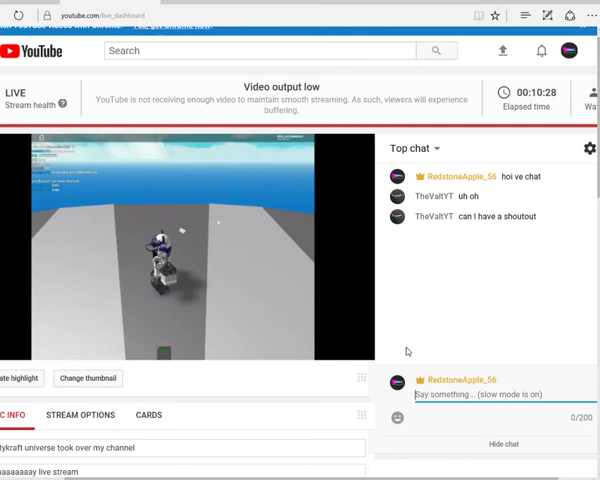 youtube.com/live_dashboard
YouTube
Search
LIVE
Stream health ?
Video output low
YouTube is not receiving enough video to maintain smooth streaming. As such, viewers will experience
buffering.
00:10:28
Elapsed time
Top chat
RedstoneApple_56 hoi ve chat
TheValtYT uh oh
TheValtYT can I have a shoutout
RedstoneApple_56
Say something... (slow mode is on)
0/200
Hide chat
ate highlight
Change thumbnail
C INFO
STREAM OPTIONS
CARDS
tykraft universe took over my channel
naaaaaaay live stream